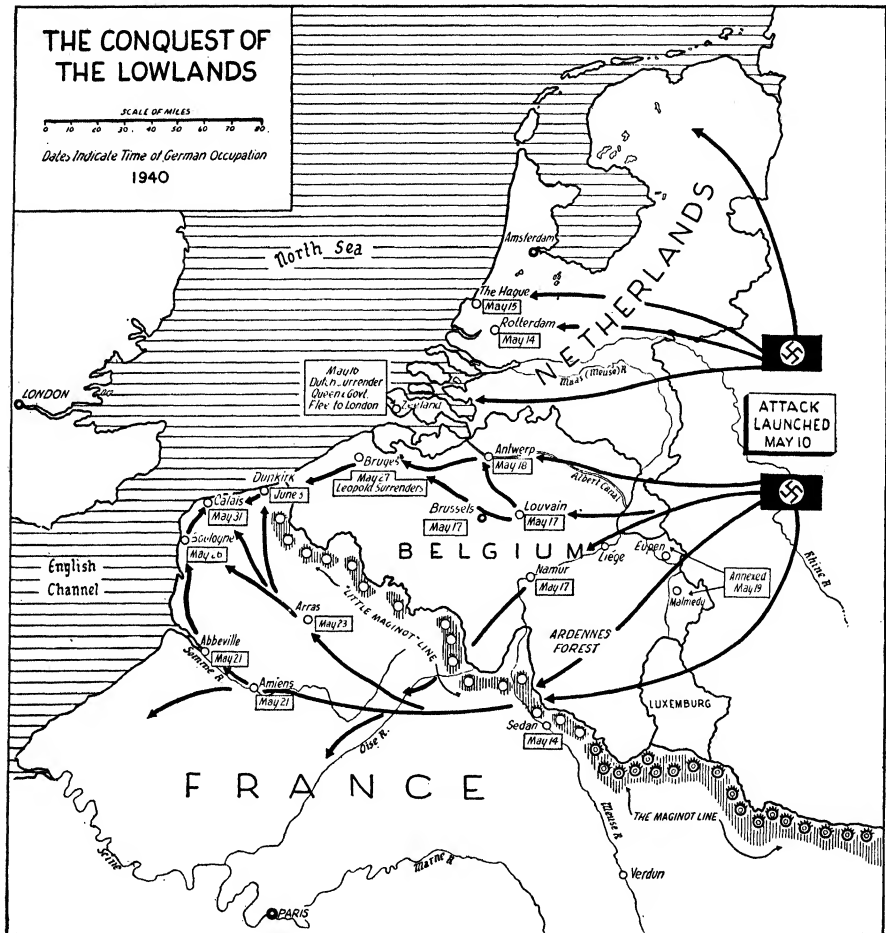 THE CONQUEST OF
THE LOWLANDS
SCALE OF MILES
0 10 20 30 40 50 60 70 80
Dates Indicate Time of German Occupation
1940
North Sea
Amsterdam
NETHERLANDS
The Hague
May 15
Rotterdam
May 14
Maas (Meuse) R
LONDON
Dutch Surrender
Queen & Govt.
Flee to London
ATTACK
LAUNCHED
MAY 10
Antwerp
May 18
Albert Canal
Bruges
May 27
Leopold Surrenders
Dunkirk
June
Calais
May 31
Brussels
May 17
Louvain
May 17
BELGIUM
Liege
Eupen
Malmedy
Annexed
May 19
Rhine R
English
Channel
Boulogne
May
Namur
May 17
Arras
May 23
"LITTLE MAGINOT" LINE
ARDENNES
FOREST
Abbeville
May 21
Somme R
Amiens
May 21
LUXEMBURG
Sedan
May 14
Oise R.
FRANCE
THE MAGINOT LINE
Meuse R
Seine
Marne R
Verdun
PARIS